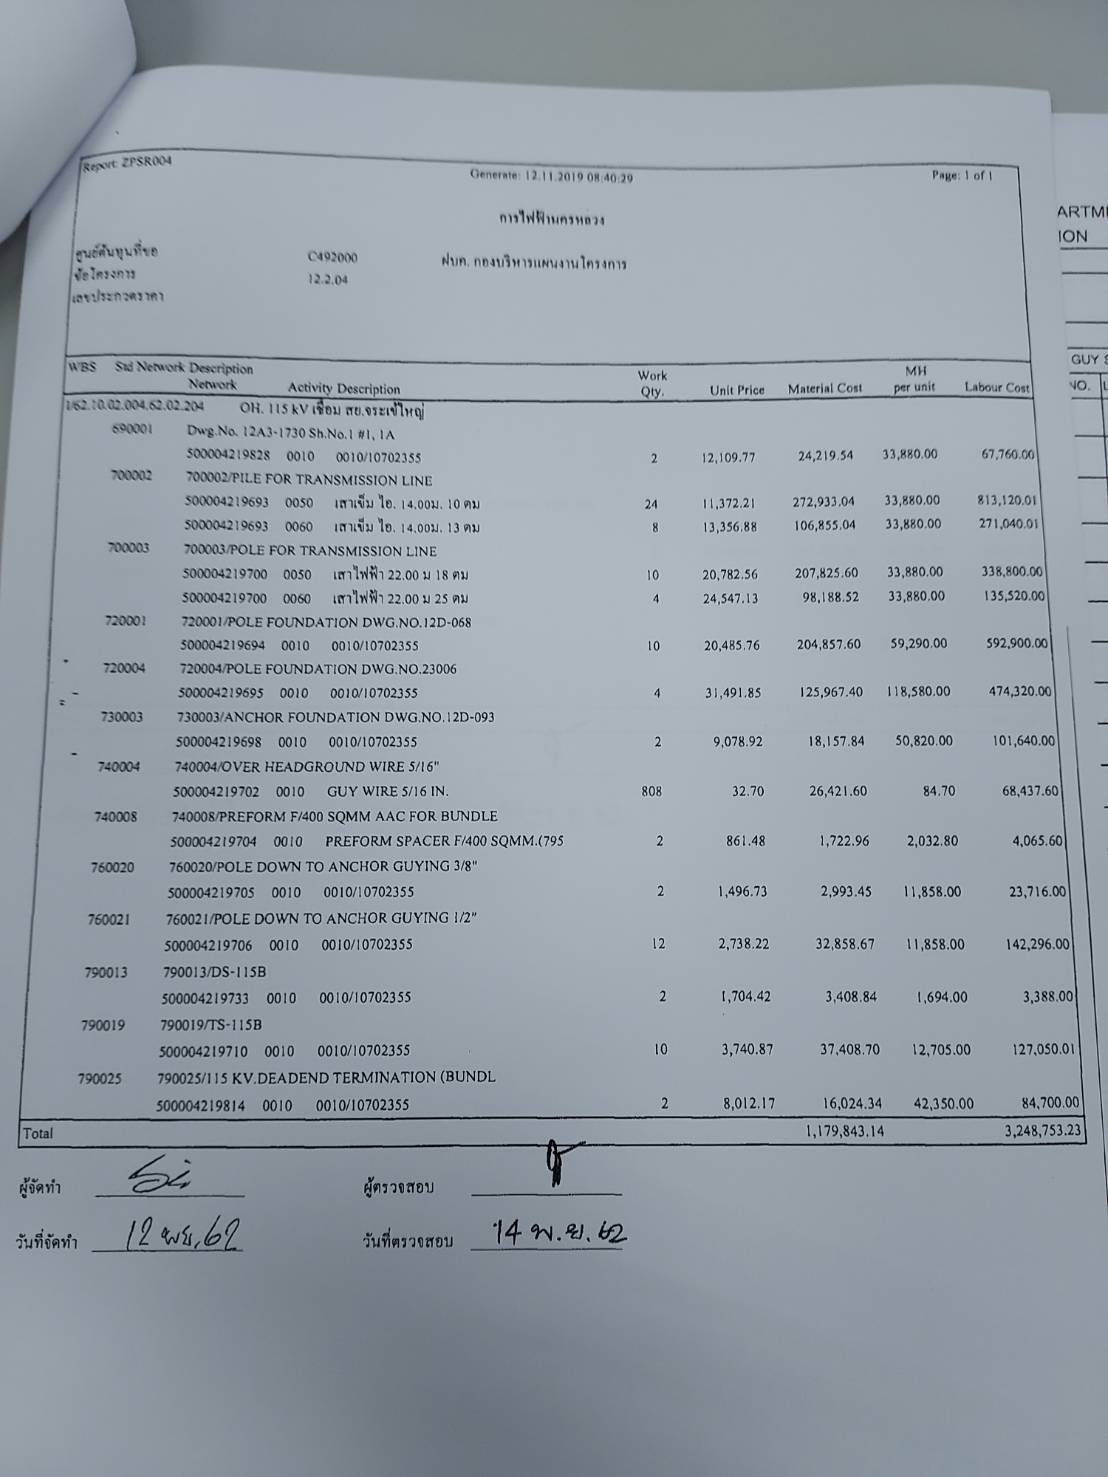 Report: ZPSR004 Generate: 12.11.2019 08:40:29 Page: 1 of 1
การไฟฟ้านครหลวง
ศูนย์ต้นทุนที่ขอ C492000 ฝบค. กองบริหารแผนงานโครงการ
ชื่อโครงการ 12.2.04
เลขประกวดราคา
WBS Std Network Description Work MH
Network Activity Description Qty. Unit Price Material Cost per unit Labour Cost
1/62.10.02.004.62.02.204 OH. 115 kV เชื่อม สย.จระเข้ใหญ่
690001 Dwg.No. 12A3-1730 Sh.No.1 #1, 1A
500004219828 0010 0010/10702355 2 12,109.77 24,219.54 33,880.00 67,760.00
700002 700002/PILE FOR TRANSMISSION LINE
500004219693 0050 เสาเข็ม ไอ. 14.00ม. 10 ตม 24 11,372.21 272,933.04 33,880.00 813,120.01
500004219693 0060 เสาเข็ม ไอ. 14.00ม. 13 ตม 8 13,356.88 106,855.04 33,880.00 271,040.01
700003 700003/POLE FOR TRANSMISSION LINE
500004219700 0050 เสาไฟฟ้า 22.00 ม 18 ตม 10 20,782.56 207,825.60 33,880.00 338,800.00
500004219700 0060 เสาไฟฟ้า 22.00 ม 25 ตม 4 24,547.13 98,188.52 33,880.00 135,520.00
720001 720001/POLE FOUNDATION DWG.NO.12D-068
500004219694 0010 0010/10702355 10 20,485.76 204,857.60 59,290.00 592,900.00
720004 720004/POLE FOUNDATION DWG.NO.23006
500004219695 0010 0010/10702355 4 31,491.85 125,967.40 118,580.00 474,320.00
730003 730003/ANCHOR FOUNDATION DWG.NO.12D-093
500004219698 0010 0010/10702355 2 9,078.92 18,157.84 50,820.00 101,640.00
740004 740004/OVER HEADGROUND WIRE 5/16"
500004219702 0010 GUY WIRE 5/16 IN. 808 32.70 26,421.60 84.70 68,437.60
740008 740008/PREFORM F/400 SQMM AAC FOR BUNDLE
500004219704 0010 PREFORM SPACER F/400 SQMM.(795 2 861.48 1,722.96 2,032.80 4,065.60
760020 760020/POLE DOWN TO ANCHOR GUYING 3/8"
500004219705 0010 0010/10702355 2 1,496.73 2,993.45 11,858.00 23,716.00
760021 760021/POLE DOWN TO ANCHOR GUYING 1/2"
500004219706 0010 0010/10702355 12 2,738.22 32,858.67 11,858.00 142,296.00
790013 790013/DS-115B
500004219733 0010 0010/10702355 2 1,704.42 3,408.84 1,694.00 3,388.00
790019 790019/TS-115B
500004219710 0010 0010/10702355 10 3,740.87 37,408.70 12,705.00 127,050.01
790025 790025/115 KV.DEADEND TERMINATION (BUNDL
500004219814 0010 0010/10702355 2 8,012.17 16,024.34 42,350.00 84,700.00
Total 1,179,843.14 3,248,753.23
ผู้จัดทำ ผู้ตรวจสอบ
วันที่จัดทำ 12 พย. 62 วันที่ตรวจสอบ 14 พ.ย. 62
ARTM
ION
GUY S
NO.